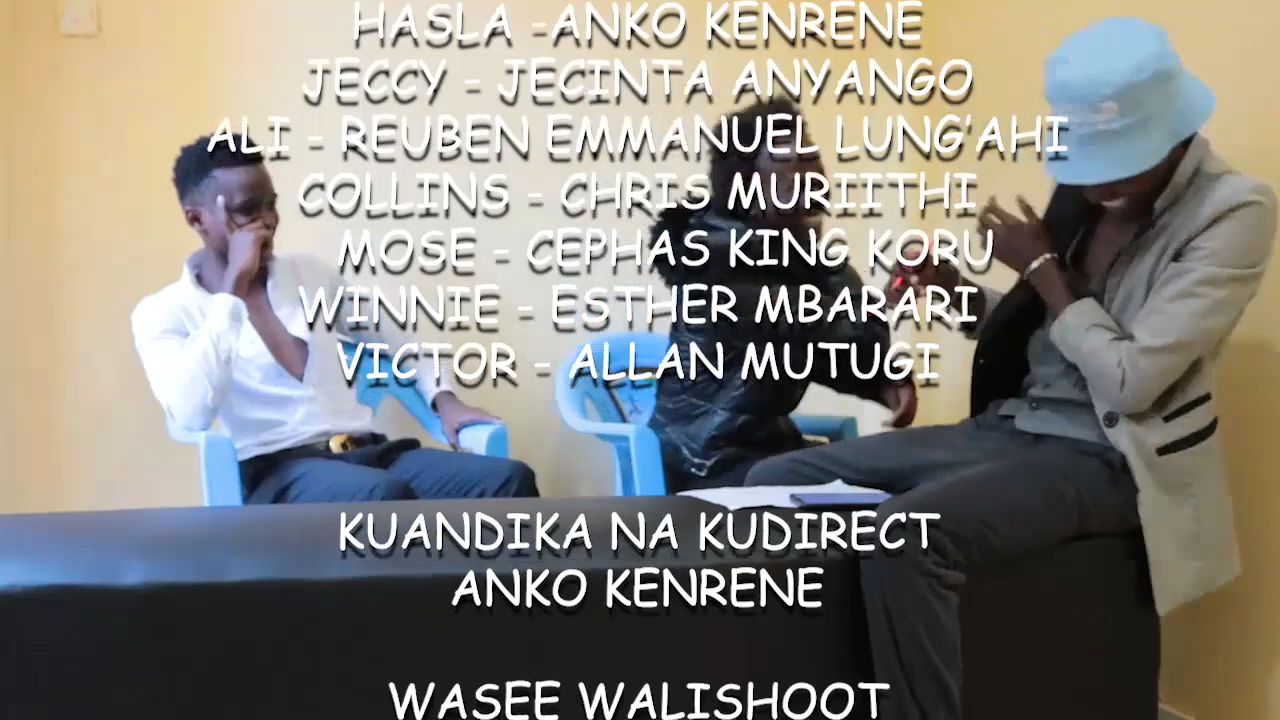 HASLA -ANKO KENRENE
JECCY - JECINTA ANYANGO
ALI - REUBEN EMMANUEL LUNG'AHI
COLLINS - CHRIS MURIITHI
MOSE - CEPHAS KING KORU
WINNIE - ESTHER MBARARI
VICTOR - ALLAN MUTUGI
KUANDIKA NA KUDIRECT
ANKO KENRENE
WASEE WALISHOOT